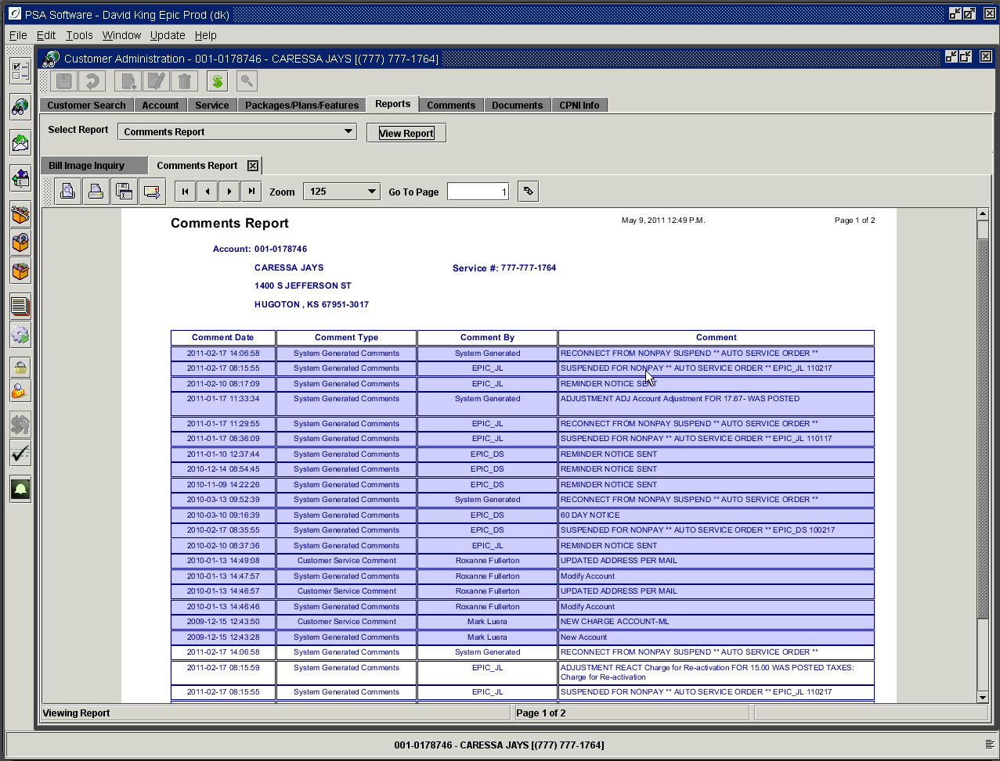 PSA Software - David King Epic Prod (dk)
File Edit Tools Window Update Help
Customer Administration - 001-0178746 - CARESSA JAYS [(777) 777-1764]
Customer Search Account Service Packages/Plans/Features Reports Comments Documents CPNI Info
Select Report Comments Report View Report
Bill Image Inquiry Comments Report
Zoom 125 Go To Page 1
Comments Report May 9, 2011 12:49 P.M. Page 1 of 2
Account: 001-0178746
CARESSA JAYS Service #: 777-777-1764
1400 S JEFFERSON ST
HUGOTON , KS 67951-3017
Comment Date Comment Type Comment By Comment
2011-02-17 14:06:58 System Generated Comments System Generated RECONNECT FROM NONPAY SUSPEND ** AUTO SERVICE ORDER **
2011-02-17 08:15:55 System Generated Comments EPIC_JL SUSPENDED FOR NONPAY ** AUTO SERVICE ORDER ** EPIC_JL 110217
2011-02-10 08:17:09 System Generated Comments EPIC_JL REMINDER NOTICE SENT
2011-01-17 11:33:34 System Generated Comments System Generated ADJUSTMENT ADJ Account Adjustment FOR 17.67- WAS POSTED
2011-01-17 11:29:55 System Generated Comments EPIC_JL RECONNECT FROM NONPAY SUSPEND ** AUTO SERVICE ORDER **
2011-01-17 08:36:09 System Generated Comments EPIC_JL SUSPENDED FOR NONPAY ** AUTO SERVICE ORDER ** EPIC_JL 110117
2011-01-10 12:37:44 System Generated Comments EPIC_DS REMINDER NOTICE SENT
2010-12-14 08:54:45 System Generated Comments EPIC_DS REMINDER NOTICE SENT
2010-11-09 14:22:26 System Generated Comments EPIC_DS REMINDER NOTICE SENT
2010-03-13 09:52:39 System Generated Comments System Generated RECONNECT FROM NONPAY SUSPEND ** AUTO SERVICE ORDER **
2010-03-10 09:16:39 System Generated Comments EPIC_DS 60 DAY NOTICE
2010-02-17 08:35:55 System Generated Comments EPIC_DS SUSPENDED FOR NONPAY ** AUTO SERVICE ORDER ** EPIC_DS 100217
2010-02-10 08:37:36 System Generated Comments EPIC_JL REMINDER NOTICE SENT
2010-01-13 14:49:08 Customer Service Comment Roxanne Fullerton UPDATED ADDRESS PER MAIL
2010-01-13 14:47:57 System Generated Comments Roxanne Fullerton Modify Account
2010-01-13 14:46:57 Customer Service Comment Roxanne Fullerton UPDATED ADDRESS PER MAIL
2010-01-13 14:46:46 System Generated Comments Roxanne Fullerton Modify Account
2009-12-15 12:43:50 Customer Service Comment Mark Luera NEW CHARGE ACCOUNT-ML
2009-12-15 12:43:28 System Generated Comments Mark Luera New Account
2011-02-17 14:06:58 System Generated Comments System Generated RECONNECT FROM NONPAY SUSPEND ** AUTO SERVICE ORDER **
2011-02-17 08:15:59 System Generated Comments EPIC_JL ADJUSTMENT REACT Charge for Re-activation FOR 15.00 WAS POSTED TAXES:
Charge for Re-activation
2011-02-17 08:15:55 System Generated Comments EPIC_JL SUSPENDED FOR NONPAY ** AUTO SERVICE ORDER ** EPIC_JL 110217
Viewing Report Page 1 of 2
001-0178746 - CARESSA JAYS [(777) 777-1764]